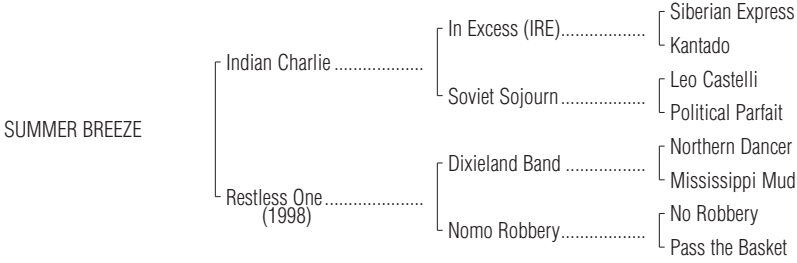 Siberian Express
In Excess (IRE)....................
Kantado
Indian Charlie ....................
Leo Castelli
Soviet Sojourn....................
Political Parfait
SUMMER BREEZE
Northern Dancer
Dixieland Band ...................
Mississippi Mud
Restless One.......................
(1998)
No Robbery
Nomo Robbery....................
Pass the Basket